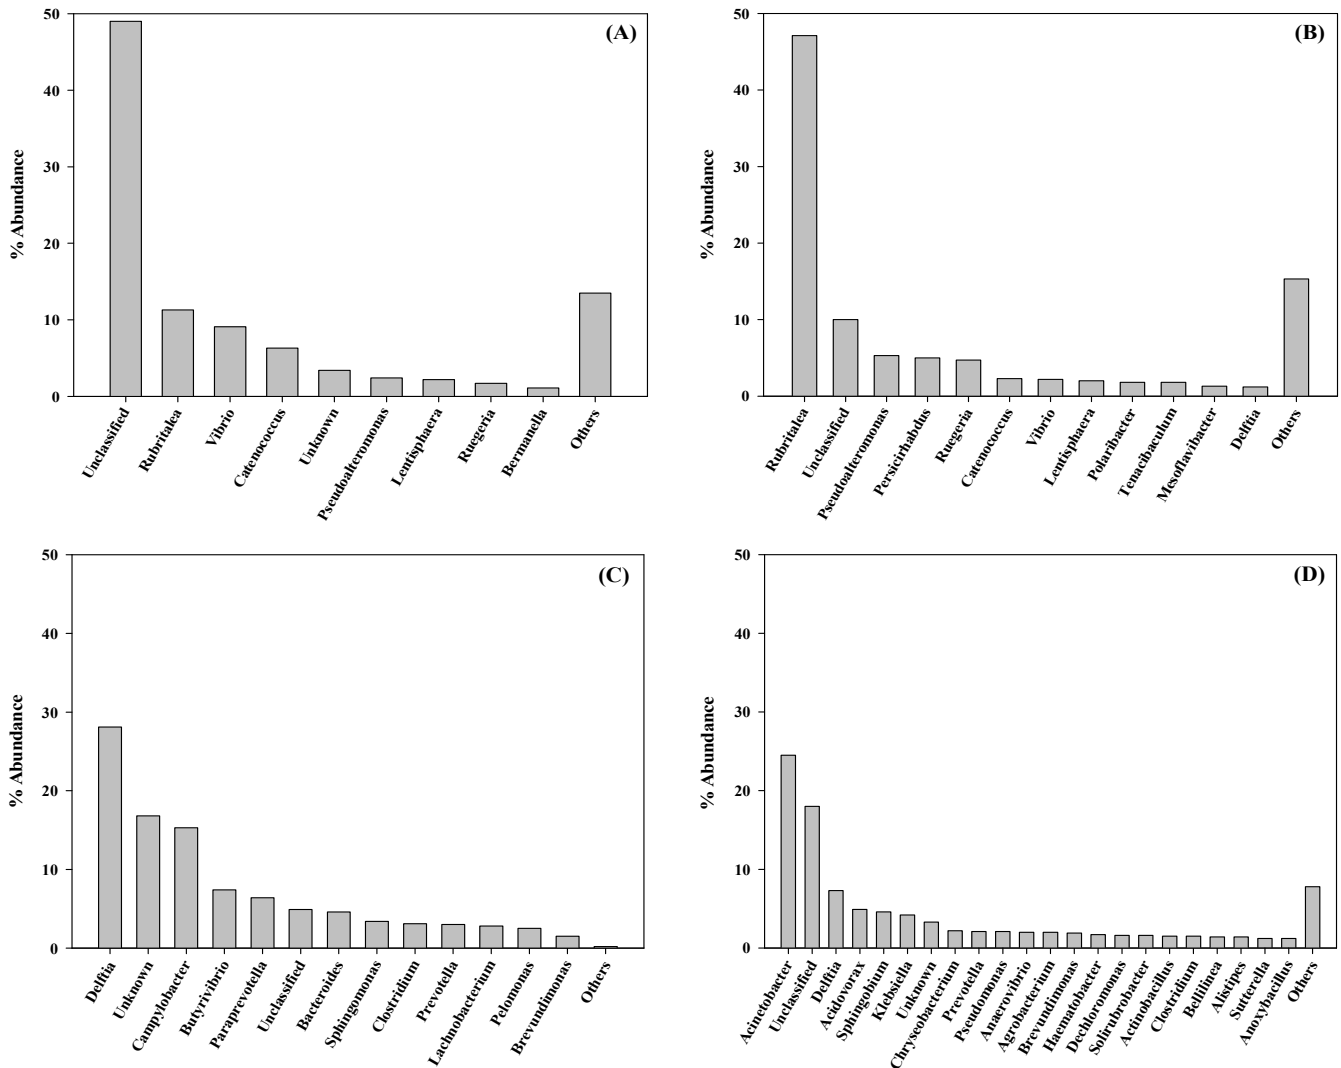 (A)
% Abundance
50
40
30
20
10
0
Unclassified
Rubritalea
Vibrio
Catenococcus
Unknown
Pseudoalteromonas
Lentisphaera
Ruegeria
Bermanella
Others
(B)
% Abundance
50
40
30
20
10
0
Rubritalea
Unclassified
Pseudoalteromonas
Persicirhabdus
Ruegeria
Catenococcus
Vibrio
Lentisphaera
Polaribacter
Tenacibaculum
Mesoflavibacter
Delftia
Others
(C)
% Abundance
50
40
30
20
10
0
Delftia
Unknown
Campylobacter
Butyrivibrio
Paraprevotella
Unclassified
Bacteroides
Sphingomonas
Clostridium
Prevotella
Lachnobacterium
Pelomonas
Brevundimonas
Others
(D)
% Abundance
50
40
30
20
10
0
Acinetobacter
Unclassified
Delftia
Acidovorax
Sphingobium
Klebsiella
Unknown
Chryseobacterium
Prevotella
Pseudomonas
Anaerovibrio
Agrobacterium
Brevundimonas
Haematobacter
Dechloromonas
Solirubrobacter
Actinobacillus
Clostridium
Bellilinea
Alistipes
Sutterella
Anoxybacillus
Others